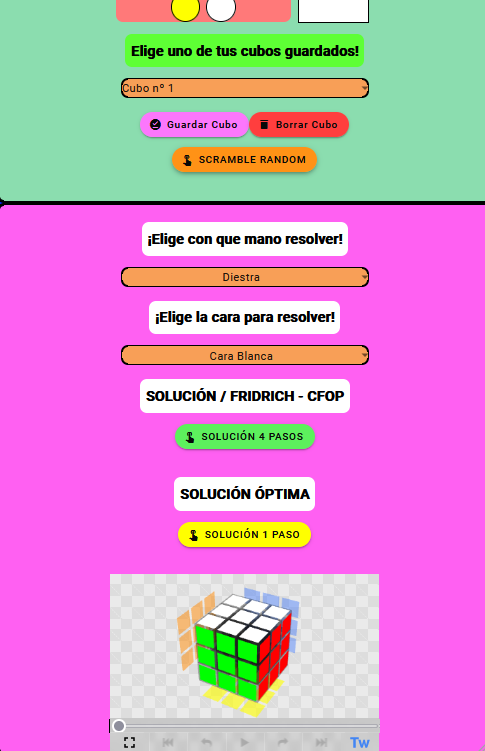 Elige uno de tus cubos guardados!
Cubo nº 1
Guardar Cubo
Borrar Cubo
SCRAMBLE RANDOM
¡Elige con que mano resolver!
Diestra
¡Elige la cara para resolver!
Cara Blanca
SOLUCIÓN / FRIDRICH - CFOP
SOLUCIÓN 4 PASOS
SOLUCIÓN ÓPTIMA
SOLUCIÓN 1 PASO
Tw